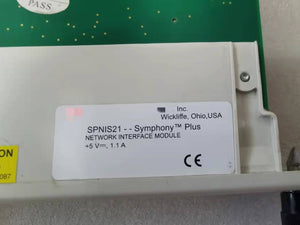 PASS
Inc.
Wickliffe, Ohio,USA
SPNIS21 - - Symphony™ Plus
NETWORK INTERFACE MODULE
+5 V⎓, 1.1 A
CE
ON
087